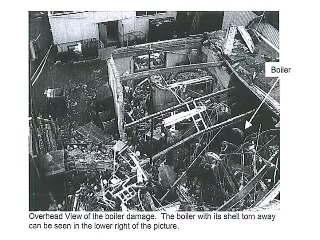 Boiler
Overhead View of the boiler damage. The boiler with its shell torn away
can be seen in the lower right of the picture.